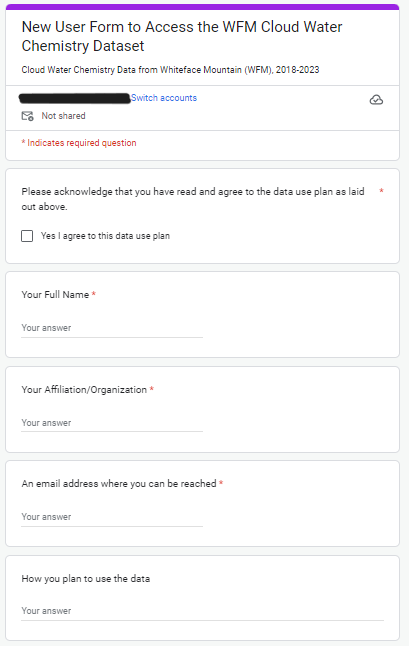 New User Form to Access the WFM Cloud Water
Chemistry Dataset
Cloud Water Chemistry Data from Whiteface Mountain (WFM), 2018-2023
Switch accounts
Not shared
* Indicates required question
Please acknowledge that you have read and agree to the data use plan as laid *
out above.
Yes I agree to this data use plan
Your Full Name *
Your answer
Your Affiliation/Organization *
Your answer
An email address where you can be reached *
Your answer
How you plan to use the data
Your answer